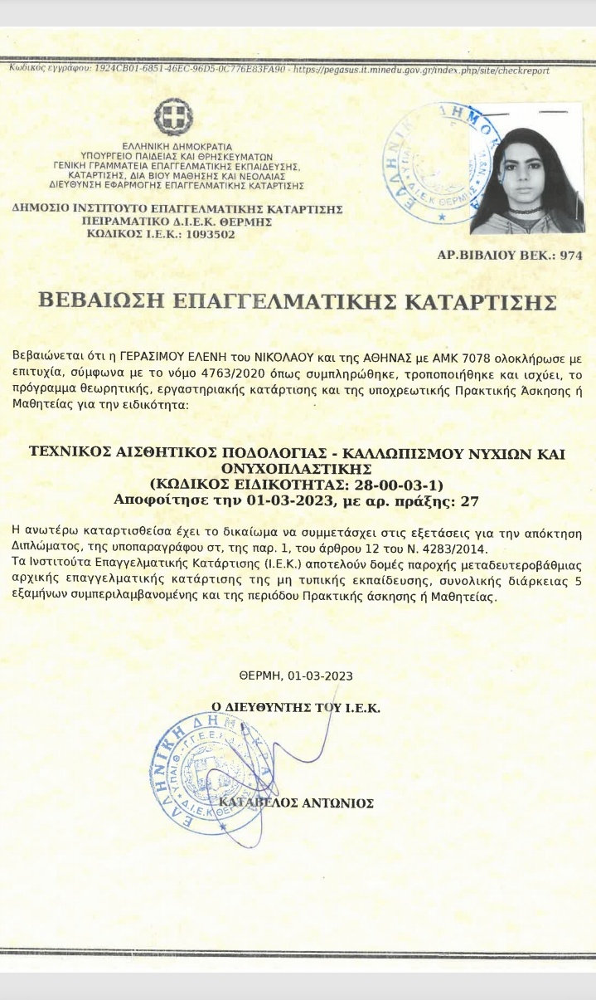 Κωδικός εγγράφου: 1924CB01-6851-46EC-96D5-0C776E83FA90 - https://pegasus.it.minedu.gov.gr/index.php/site/checkreport
ΕΛΛΗΝΙΚΗ ΔΗΜΟΚΡΑΤΙΑ
ΥΠΟΥΡΓΕΙΟ ΠΑΙΔΕΙΑΣ ΚΑΙ ΘΡΗΣΚΕΥΜΑΤΩΝ
ΓΕΝΙΚΗ ΓΡΑΜΜΑΤΕΙΑ ΕΠΑΓΓΕΛΜΑΤΙΚΗΣ ΕΚΠΑΙΔΕΥΣΗΣ,
ΚΑΤΑΡΤΙΣΗΣ, ΔΙΑ ΒΙΟΥ ΜΑΘΗΣΗΣ ΚΑΙ ΝΕΟΛΑΙΑΣ
ΔΙΕΥΘΥΝΣΗ ΕΦΑΡΜΟΓΗΣ ΕΠΑΓΓΕΛΜΑΤΙΚΗΣ ΚΑΤΑΡΤΙΣΗΣ
ΔΗΜΟΣΙΟ ΙΝΣΤΙΤΟΥΤΟ ΕΠΑΓΓΕΛΜΑΤΙΚΗΣ ΚΑΤΑΡΤΙΣΗΣ
ΠΕΙΡΑΜΑΤΙΚΟ Δ.Ι.Ε.Κ. ΘΕΡΜΗΣ
ΚΩΔΙΚΟΣ Ι.Ε.Κ.: 1093502
ΕΛΛΗΝΙΚ ΔΗΜΟΚ Α
Δ.Ι.Ε.Κ ΘΕΡΜΗΣ
ΑΡ.ΒΙΒΛΙΟΥ ΒΕΚ.: 974
ΒΕΒΑΙΩΣΗ ΕΠΑΓΓΕΛΜΑΤΙΚΗΣ ΚΑΤΑΡΤΙΣΗΣ
Βεβαιώνεται ότι η ΓΕΡΑΣΙΜΟΥ ΕΛΕΝΗ του ΝΙΚΟΛΑΟΥ και της ΑΘΗΝΑΣ με ΑΜΚ 7078 ολοκλήρωσε με
επιτυχία, σύμφωνα με το νόμο 4763/2020 όπως συμπληρώθηκε, τροποποιήθηκε και ισχύει, το
πρόγραμμα θεωρητικής, εργαστηριακής κατάρτισης και της υποχρεωτικής Πρακτικής Άσκησης ή
Μαθητείας για την ειδικότητα:
ΤΕΧΝΙΚΟΣ ΑΙΣΘΗΤΙΚΟΣ ΠΟΔΟΛΟΓΙΑΣ - ΚΑΛΛΩΠΙΣΜΟΥ ΝΥΧΙΩΝ ΚΑΙ
ΟΝΥΧΟΠΛΑΣΤΙΚΗΣ
(ΚΩΔΙΚΟΣ ΕΙΔΙΚΟΤΗΤΑΣ: 28-00-03-1)
Αποφοίτησε την 01-03-2023, με αρ. πράξης: 27
Η ανωτέρω καταρτισθείσα έχει το δικαίωμα να συμμετάσχει στις εξετάσεις για την απόκτηση
Διπλώματος, της υποπαραγράφου στ, της παρ. 1, του άρθρου 12 του Ν. 4283/2014.
Τα Ινστιτούτα Επαγγελματικής Κατάρτισης (Ι.Ε.Κ.) αποτελούν δομές παροχής μεταδευτεροβάθμιας
αρχικής επαγγελματικής κατάρτισης της μη τυπικής εκπαίδευσης, συνολικής διάρκειας 5
εξαμήνων συμπεριλαμβανομένης και της περιόδου Πρακτικής άσκησης ή Μαθητείας.
ΘΕΡΜΗ, 01-03-2023
Ο ΔΙΕΥΘΥΝΤΗΣ ΤΟΥ Ι.Ε.Κ.
ΕΛΛΗΝΙΚΗ ΔΗΜΟΚΡΑ
Δ.Ι.Ε.Κ ΘΕΡΜ
ΚΑΤΑΒΕΛΟΣ ΑΝΤΩΝΙΟΣ